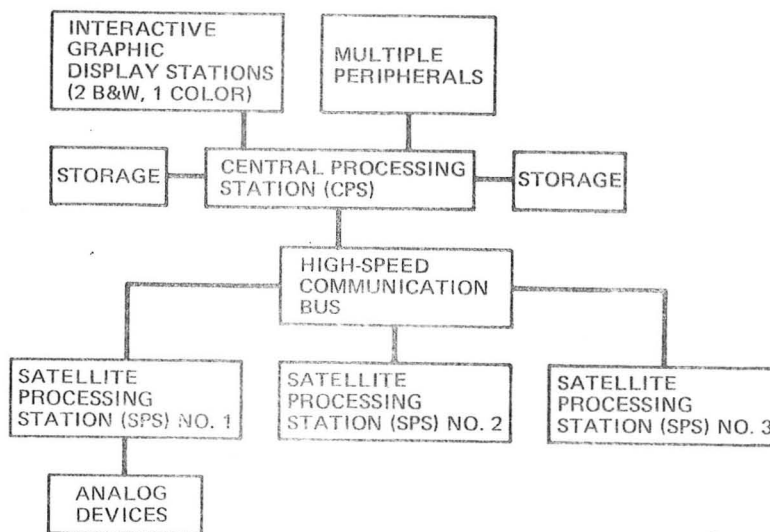 INTERACTIVE
GRAPHIC
DISPLAY STATIONS
(2 B&W, 1 COLOR)
MULTIPLE
PERIPHERALS
STORAGE
CENTRAL PROCESSING
STATION (CPS)
STORAGE
HIGH-SPEED
COMMUNICATION
BUS
SATELLITE
PROCESSING
STATION (SPS) NO. 1
SATELLITE
PROCESSING
STATION (SPS) NO. 2
SATELLITE
PROCESSING
STATION (SPS) NO. 3
ANALOG
DEVICES